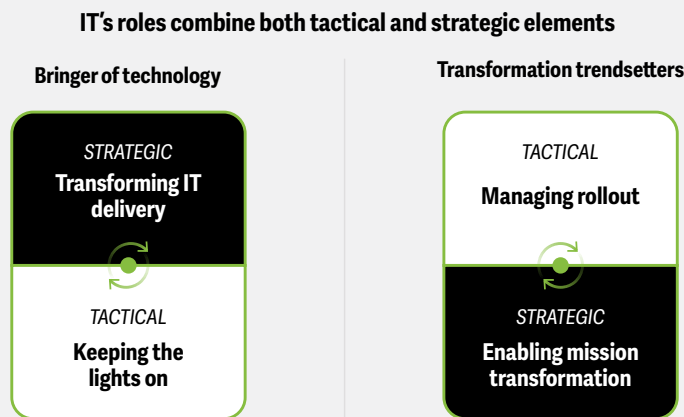 IT’s roles combine both tactical and strategic elements
Bringer of technology
STRATEGIC
Transforming IT
delivery
TACTICAL
Keeping the
lights on
Transformation trendsetters
TACTICAL
Managing rollout
STRATEGIC
Enabling mission
transformation